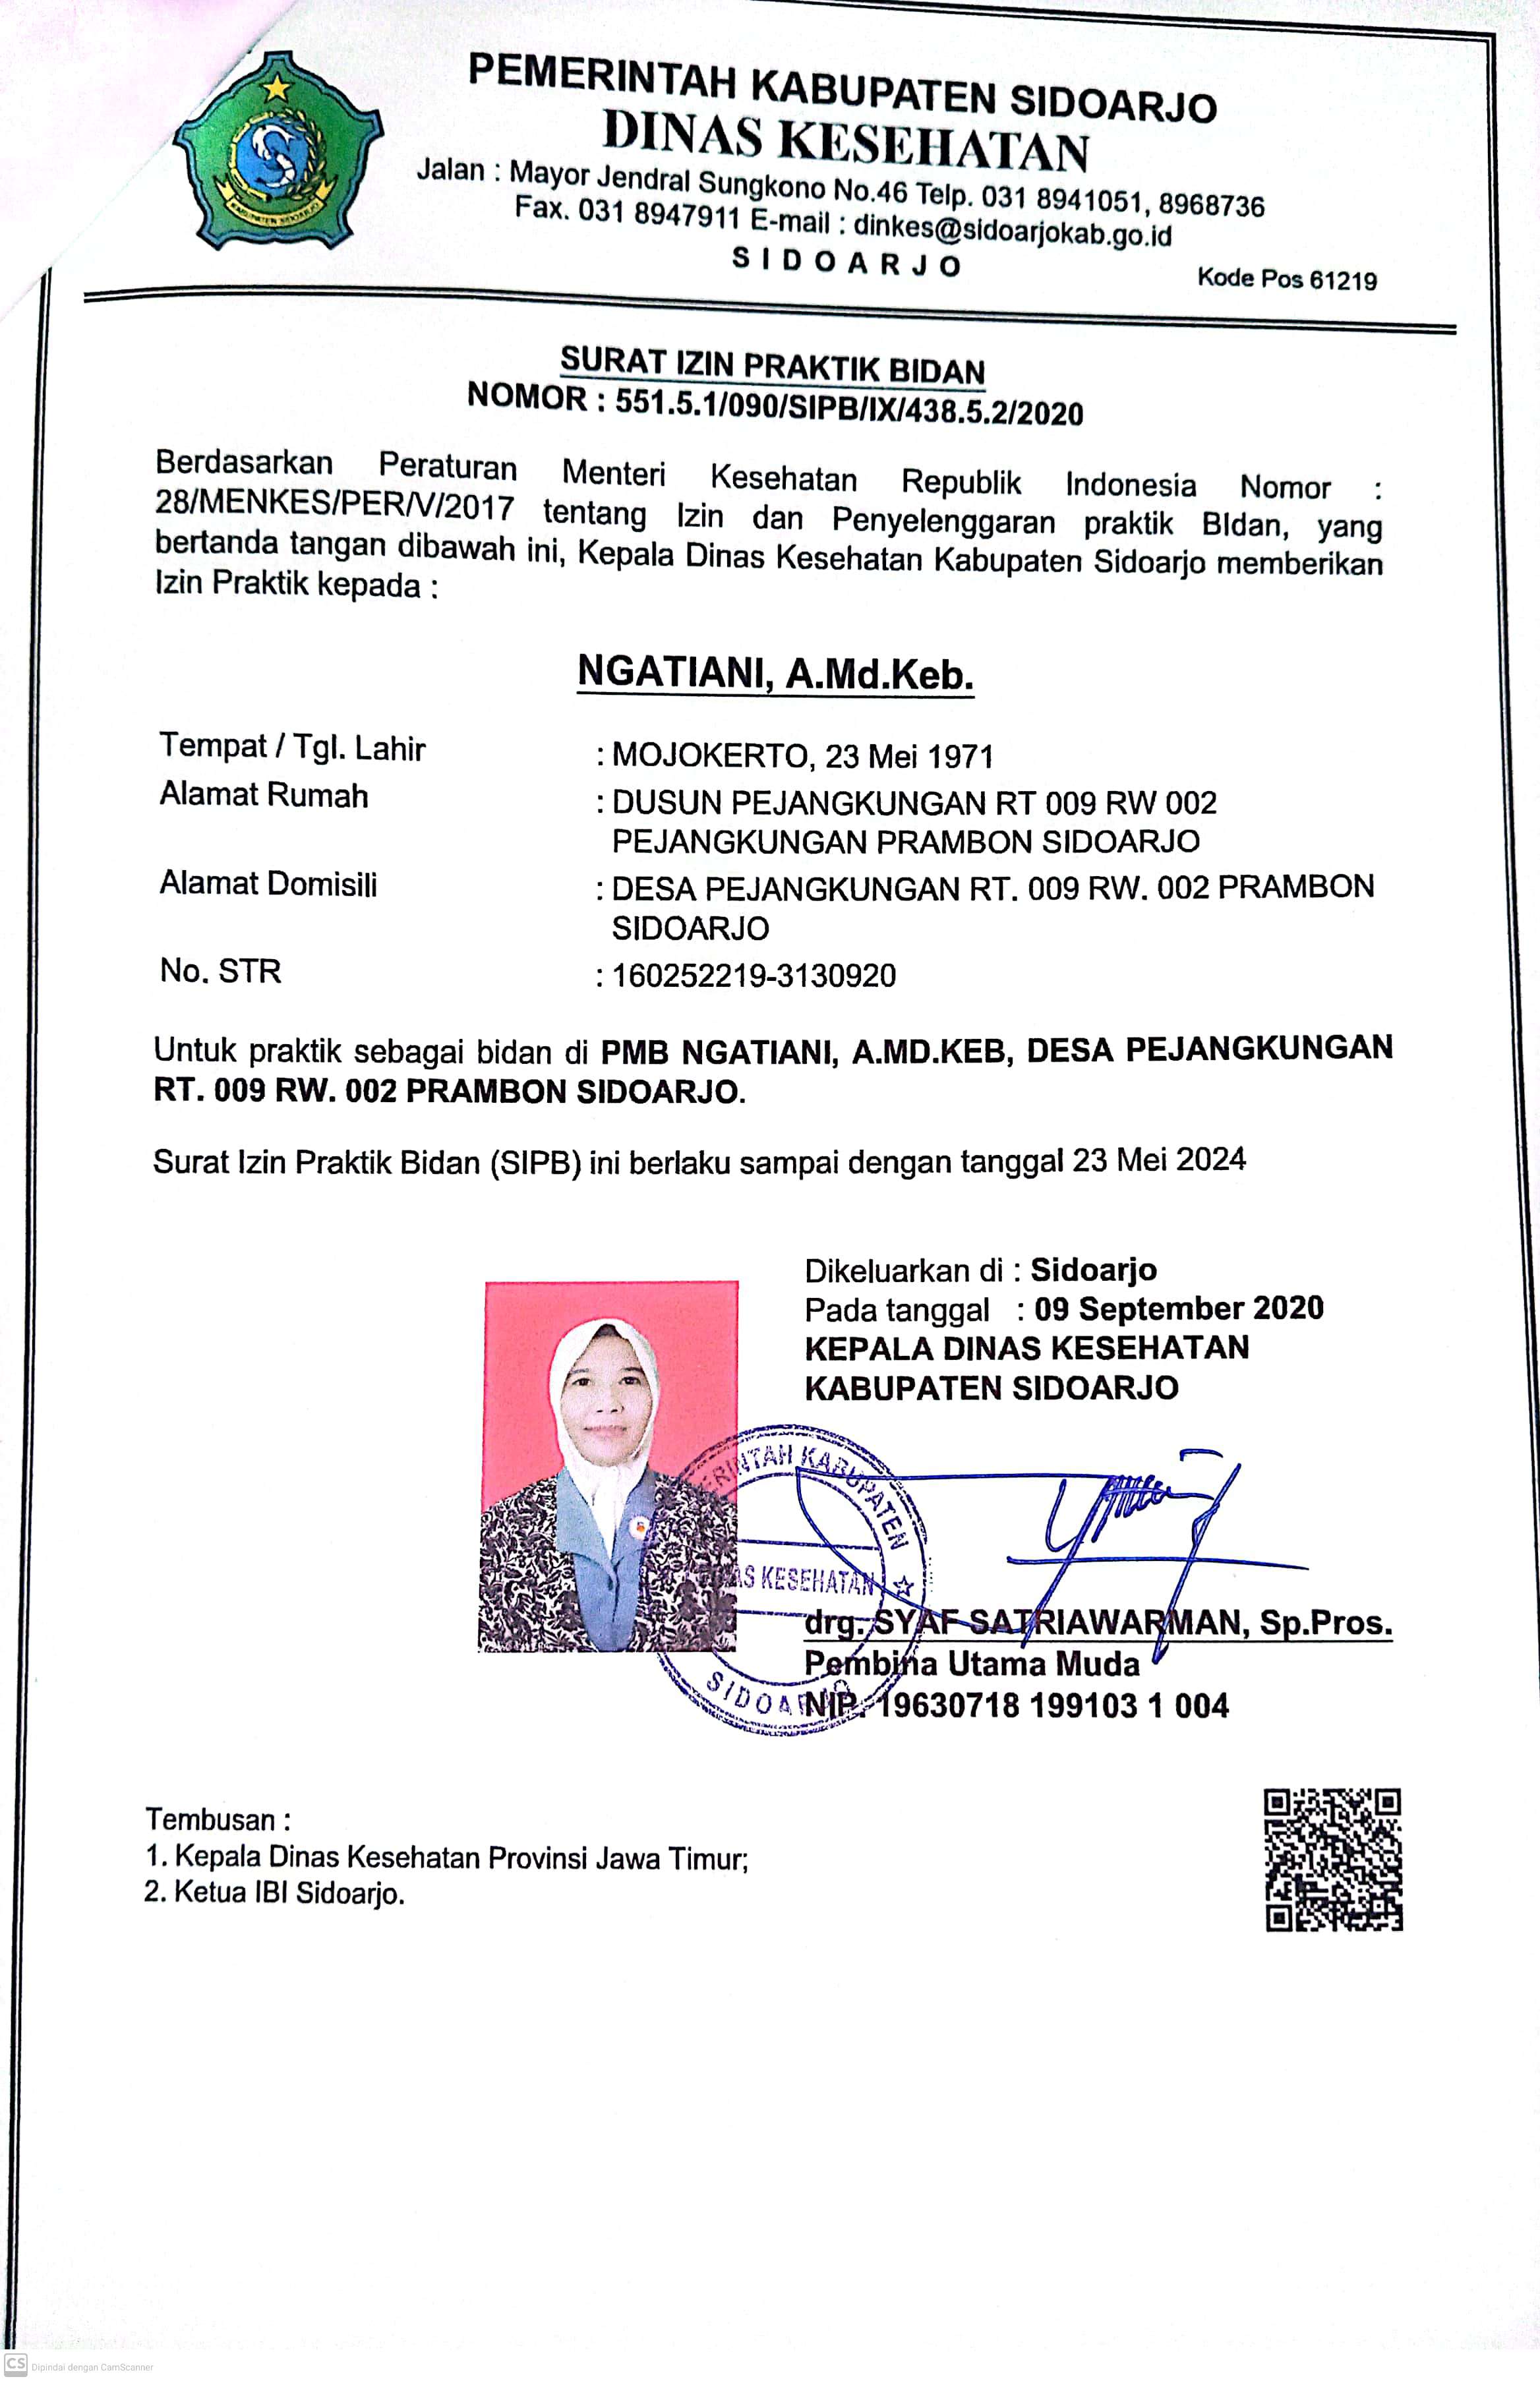 PEMERINTAH KABUPATEN SIDOARJO
DINAS KESEHATAN
Jalan : Mayor Jendral Sungkono No.46 Telp. 031 8941051, 8968736
Fax. 031 8947911 E-mail : dinkes@sidoarjokab.go.id
S I D O A R J O
Kode Pos 61219
KABUPATEN SIDOARJO
SURAT IZIN PRAKTIK BIDAN
NOMOR : 551.5.1/090/SIPB/IX/438.5.2/2020
Berdasarkan Peraturan Menteri Kesehatan Republik Indonesia Nomor :
28/MENKES/PER/V/2017 tentang Izin dan Penyelenggaran praktik BIdan, yang
bertanda tangan dibawah ini, Kepala Dinas Kesehatan Kabupaten Sidoarjo memberikan
Izin Praktik kepada :
NGATIANI, A.Md.Keb.
Tempat / Tgl. Lahir : MOJOKERTO, 23 Mei 1971
Alamat Rumah : DUSUN PEJANGKUNGAN RT 009 RW 002
PEJANGKUNGAN PRAMBON SIDOARJO
Alamat Domisili : DESA PEJANGKUNGAN RT. 009 RW. 002 PRAMBON
SIDOARJO
No. STR : 160252219-3130920
Untuk praktik sebagai bidan di PMB NGATIANI, A.MD.KEB, DESA PEJANGKUNGAN
RT. 009 RW. 002 PRAMBON SIDOARJO.
Surat Izin Praktik Bidan (SIPB) ini berlaku sampai dengan tanggal 23 Mei 2024
Dikeluarkan di : Sidoarjo
Pada tanggal : 09 September 2020
KEPALA DINAS KESEHATAN
KABUPATEN SIDOARJO
ERINTAH KABUPATEN
AS KESEHATAN
SIDOARJO
drg. SYAF SATRIAWARMAN, Sp.Pros.
Pembina Utama Muda
NIP. 19630718 199103 1 004
Tembusan :
1. Kepala Dinas Kesehatan Provinsi Jawa Timur;
2. Ketua IBI Sidoarjo.
CS Dipindai dengan CamScanner